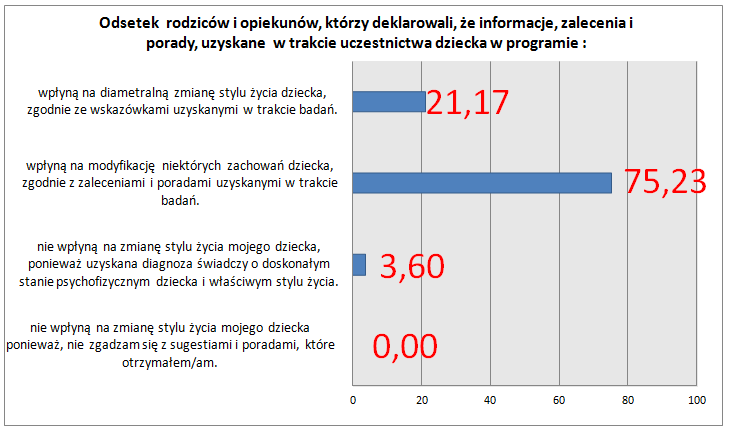 Odsetek rodziców i opiekunów, którzy deklarowali, że informacje, zalecenia i
porady, uzyskane w trakcie uczestnictwa dziecka w programie :
wpłyną na diametralną zmianę stylu życia dziecka,
zgodnie ze wskazówkami uzyskanymi w trakcie badań.
21,17
wpłyną na modyfikację niektórych zachowań dziecka,
zgodnie z zaleceniami i poradami uzyskanymi w trakcie
badań.
75,23
nie wpłyną na zmianę stylu życia mojego dziecka,
ponieważ uzyskana diagnoza świadczy o doskonałym
stanie psychofizycznym dziecka i właściwym stylu życia.
3,60
nie wpłyną na zmianę stylu życia mojego dziecka
ponieważ, nie zgadzam się z sugestiami i poradami, które
otrzymałem/am.
0,00
0 20 40 60 80 100